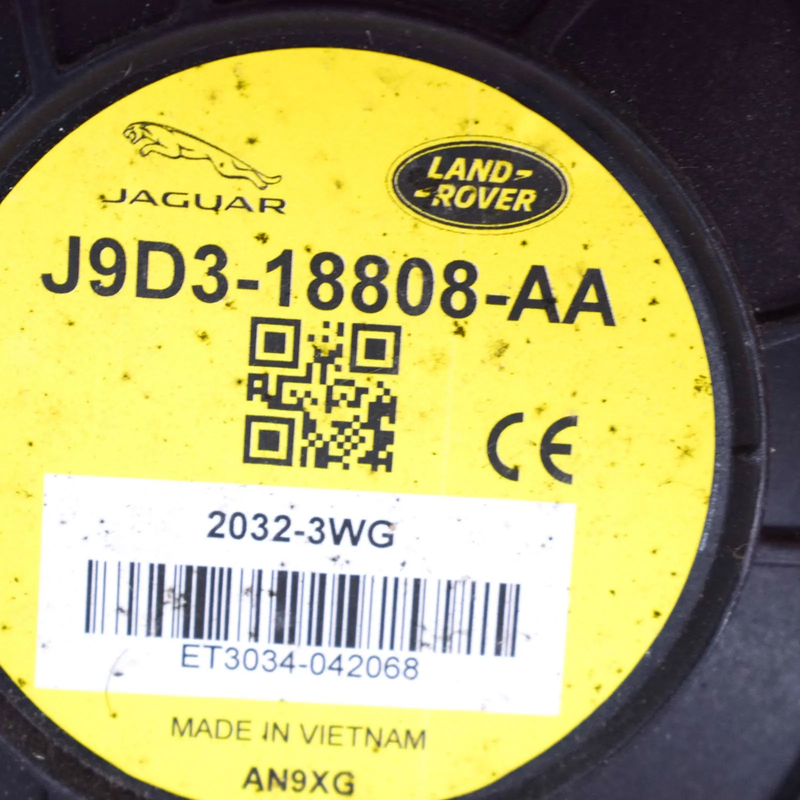 JAGUAR
LAND-
-ROVER
J9D3-18808-AA
CE
2032-3WG
ET3034-042068
MADE IN VIETNAM
AN9XG